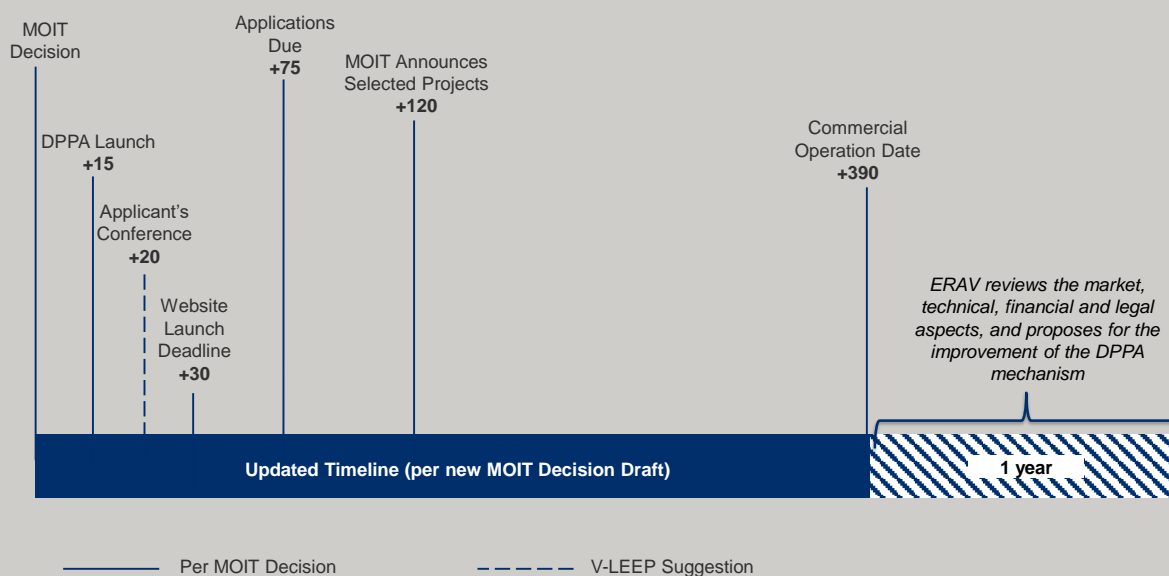 MOIT
Decision
DPPA Launch
+15
Applicant's
Conference
+20
Website
Launch
Deadline
+30
Applications
Due
+75
MOIT Announces
Selected Projects
+120
Commercial
Operation Date
+390
ERAV reviews the market,
technical, financial and legal
aspects, and proposes for the
improvement of the DPPA
mechanism
Updated Timeline (per new MOIT Decision Draft)
1 year
Per MOIT Decision
V-LEEP Suggestion